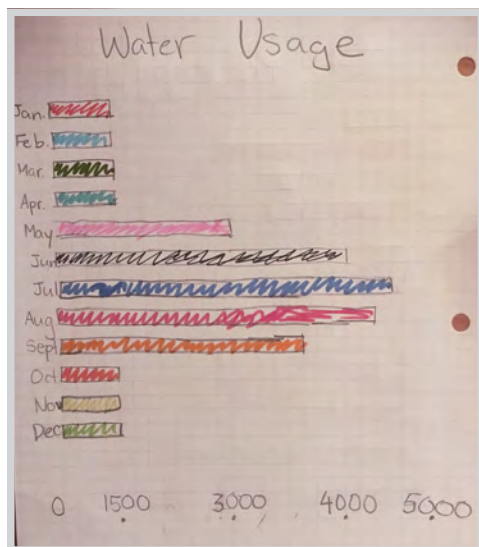 Water Usage
Jan.
Feb.
Mar.
Apr.
May
Jun
Jul
Aug
Sept
Oct
Nov
Dec
0 1500 3000 4000 5000